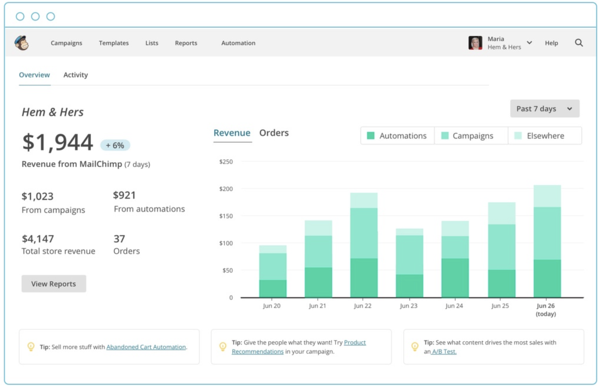 Campaigns Templates Lists Reports Automation Maria Help
Hem & Hers
Overview Activity
Hem & Hers
Past 7 days
$1,944 + 6%
Revenue from MailChimp (7 days)
$1,023 $921
From campaigns From automations
$4,147 37
Total store revenue Orders
View Reports
Revenue Orders
Automations Campaigns Elsewhere
$250
$200
$150
$100
$50
0
Jun 20 Jun 21 Jun 22 Jun 23 Jun 24 Jun 25 Jun 26
(today)
Tip: Sell more stuff with Abandoned Cart Automation.
Tip: Give the people what they want! Try Product
Recommendations in your campaign.
Tip: See what content drives the most sales with
an A/B Test.